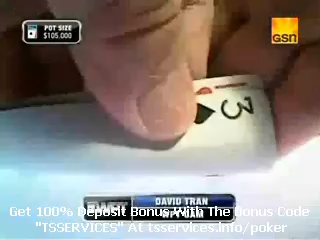 POT SIZE
$105,000
GSN
3
DAVID TRAN
Get 100% Deposit Bonus With The Bonus Code
"TSSERVICES" At tsservices.info/poker